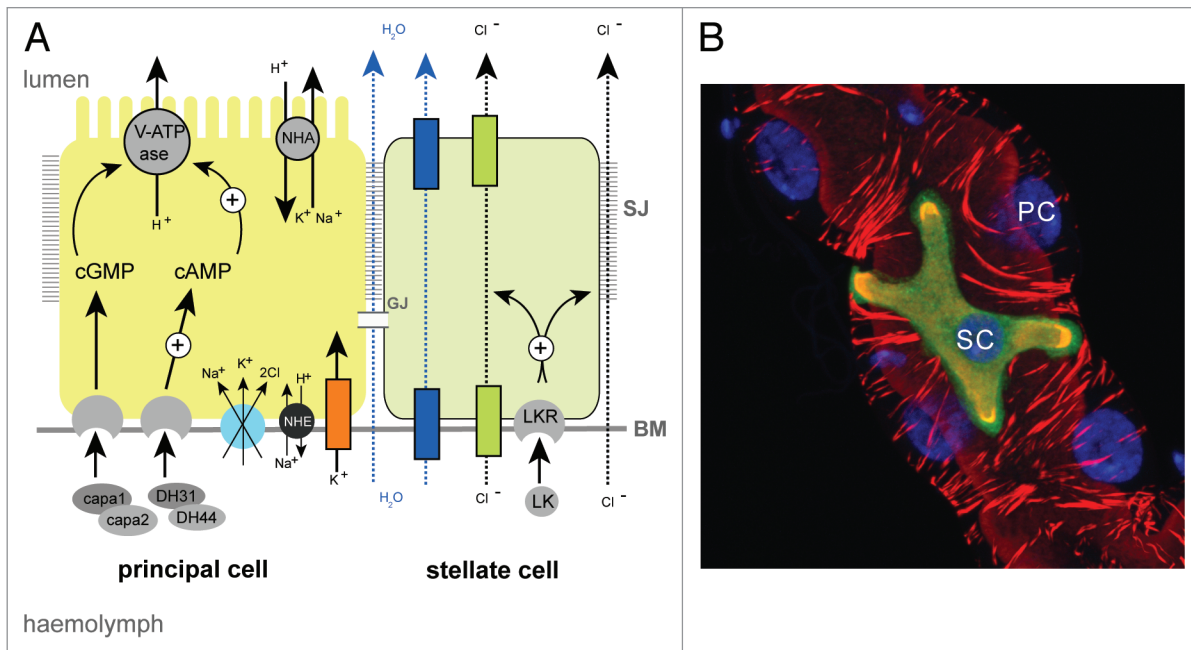 A
lumen
H₂O
Cl -
Cl -
H+
V-ATP
ase
NHA
H+
K+ Na+
SJ
cGMP
cAMP
+
+
GJ
+
Na+
K+
2Cl
H+
NHE
Na+
K+
LKR
BM
capa1
capa2
DH31
DH44
H₂O
Cl -
LK
Cl -
principal cell
stellate cell
haemolymph
B
PC
SC